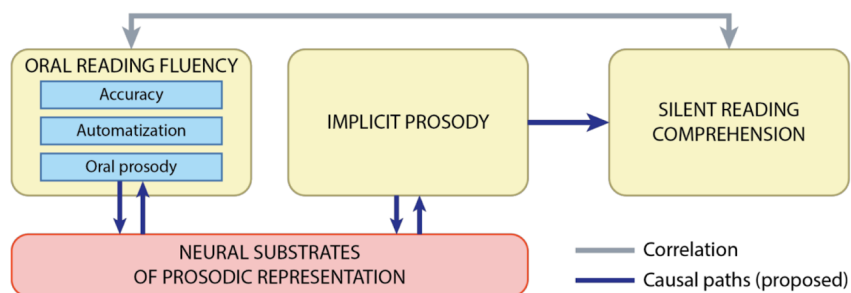 ORAL READING FLUENCY
Accuracy
Automatization
Oral prosody
IMPLICIT PROSODY
SILENT READING
COMPREHENSION
NEURAL SUBSTRATES
OF PROSODIC REPRESENTATION
Correlation
Causal paths (proposed)